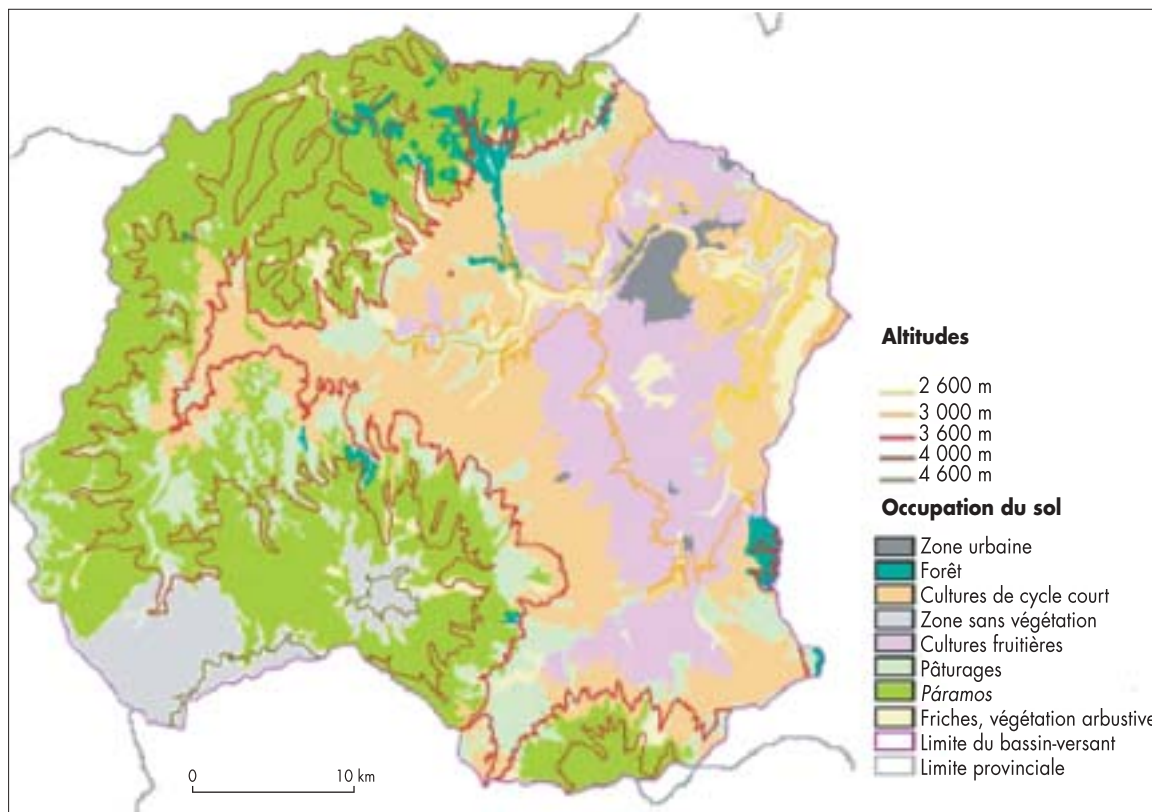 Altitudes
2 600 m
3 000 m
3 600 m
4 000 m
4 600 m
Occupation du sol
Zone urbaine
Forêt
Cultures de cycle court
Zone sans végétation
Cultures fruitières
Pâturages
Páramos
Friches, végétation arbustive
Limite du bassin-versant
Limite provinciale
0 10 km